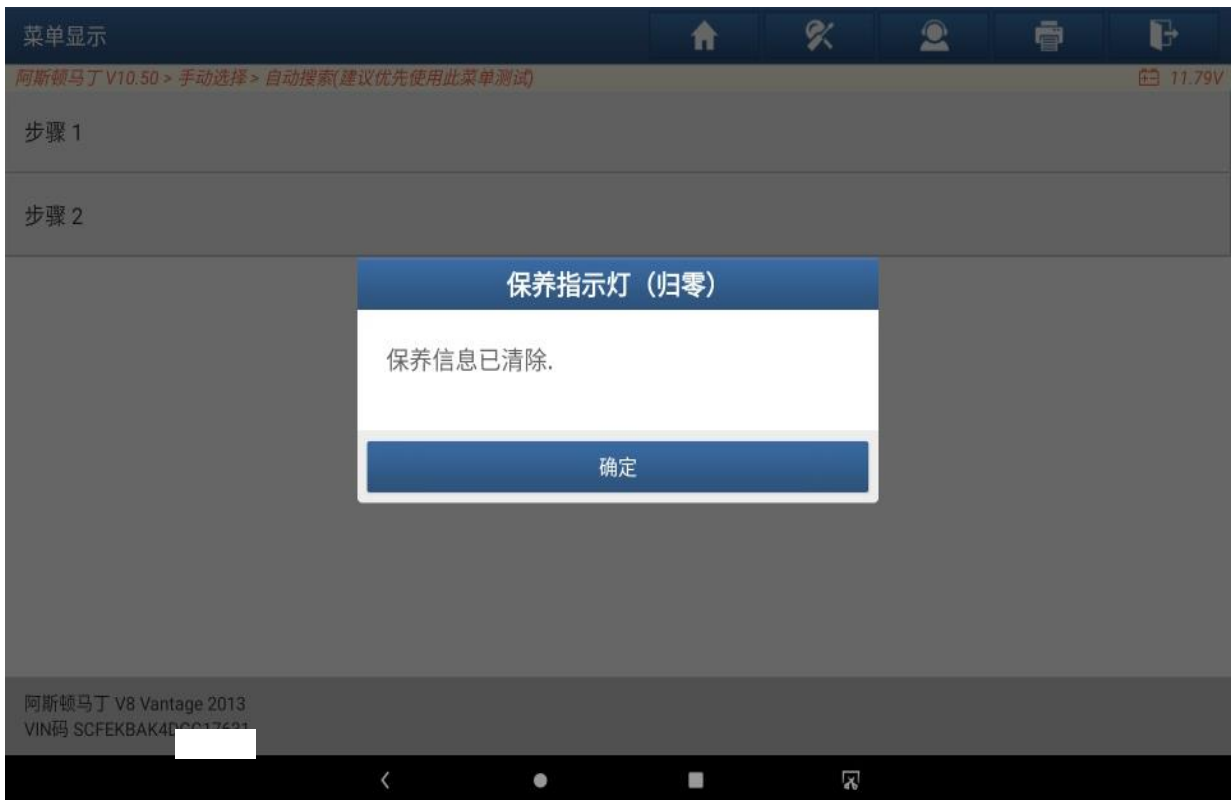 菜单显示
阿斯顿马丁 V10.50 > 手动选择 > 自动搜索(建议优先使用此菜单测试)
11.79V
步骤 1
步骤 2
保养指示灯（归零）
保养信息已清除.
确定
阿斯顿马丁 V8 Vantage 2013
VIN码 SCFEKBAK4D